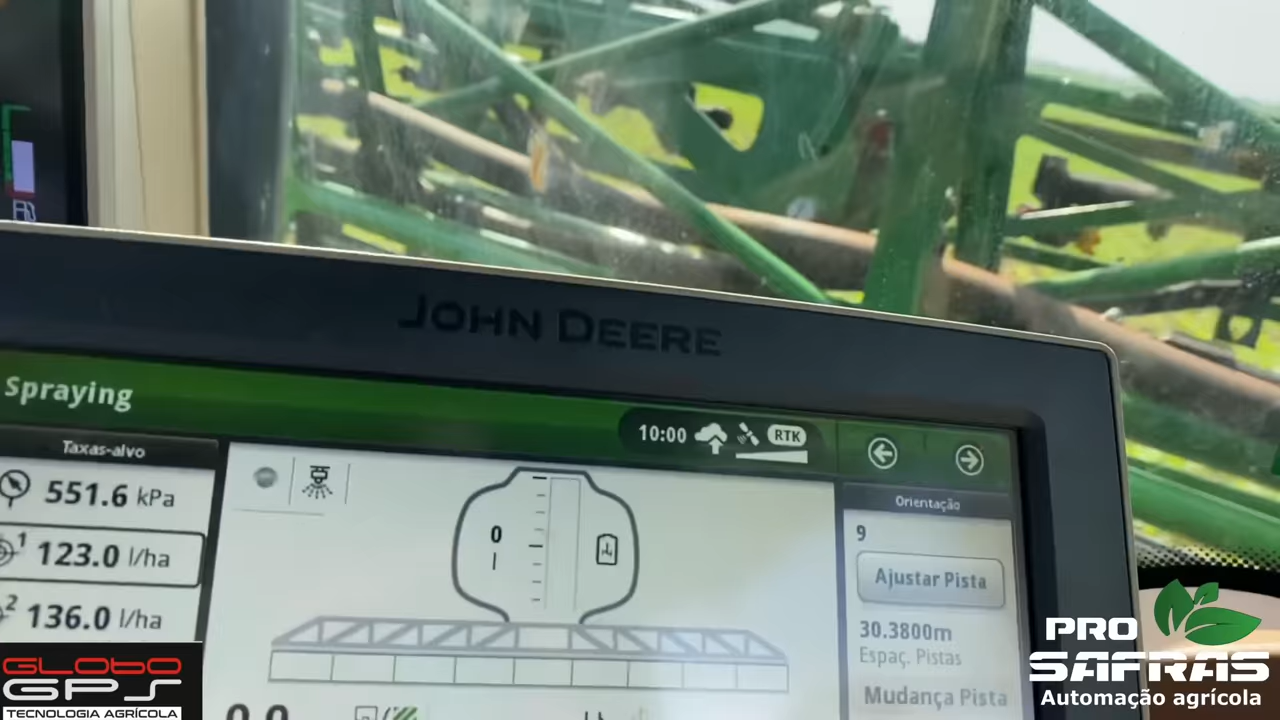 JOHN DEERE
Spraying
10:00
RTK
Taxas-alvo
551.6 kPa
1 123.0 l/ha
2 136.0 l/ha
0
l
Orientação
9
Ajustar Pista
30.3800m
Espaç. Pistas
Mudança Pista
0.0
GLOBO
GPS
TECNOLOGIA AGRÍCOLA
PRO
SAFRAS
Automação agrícola